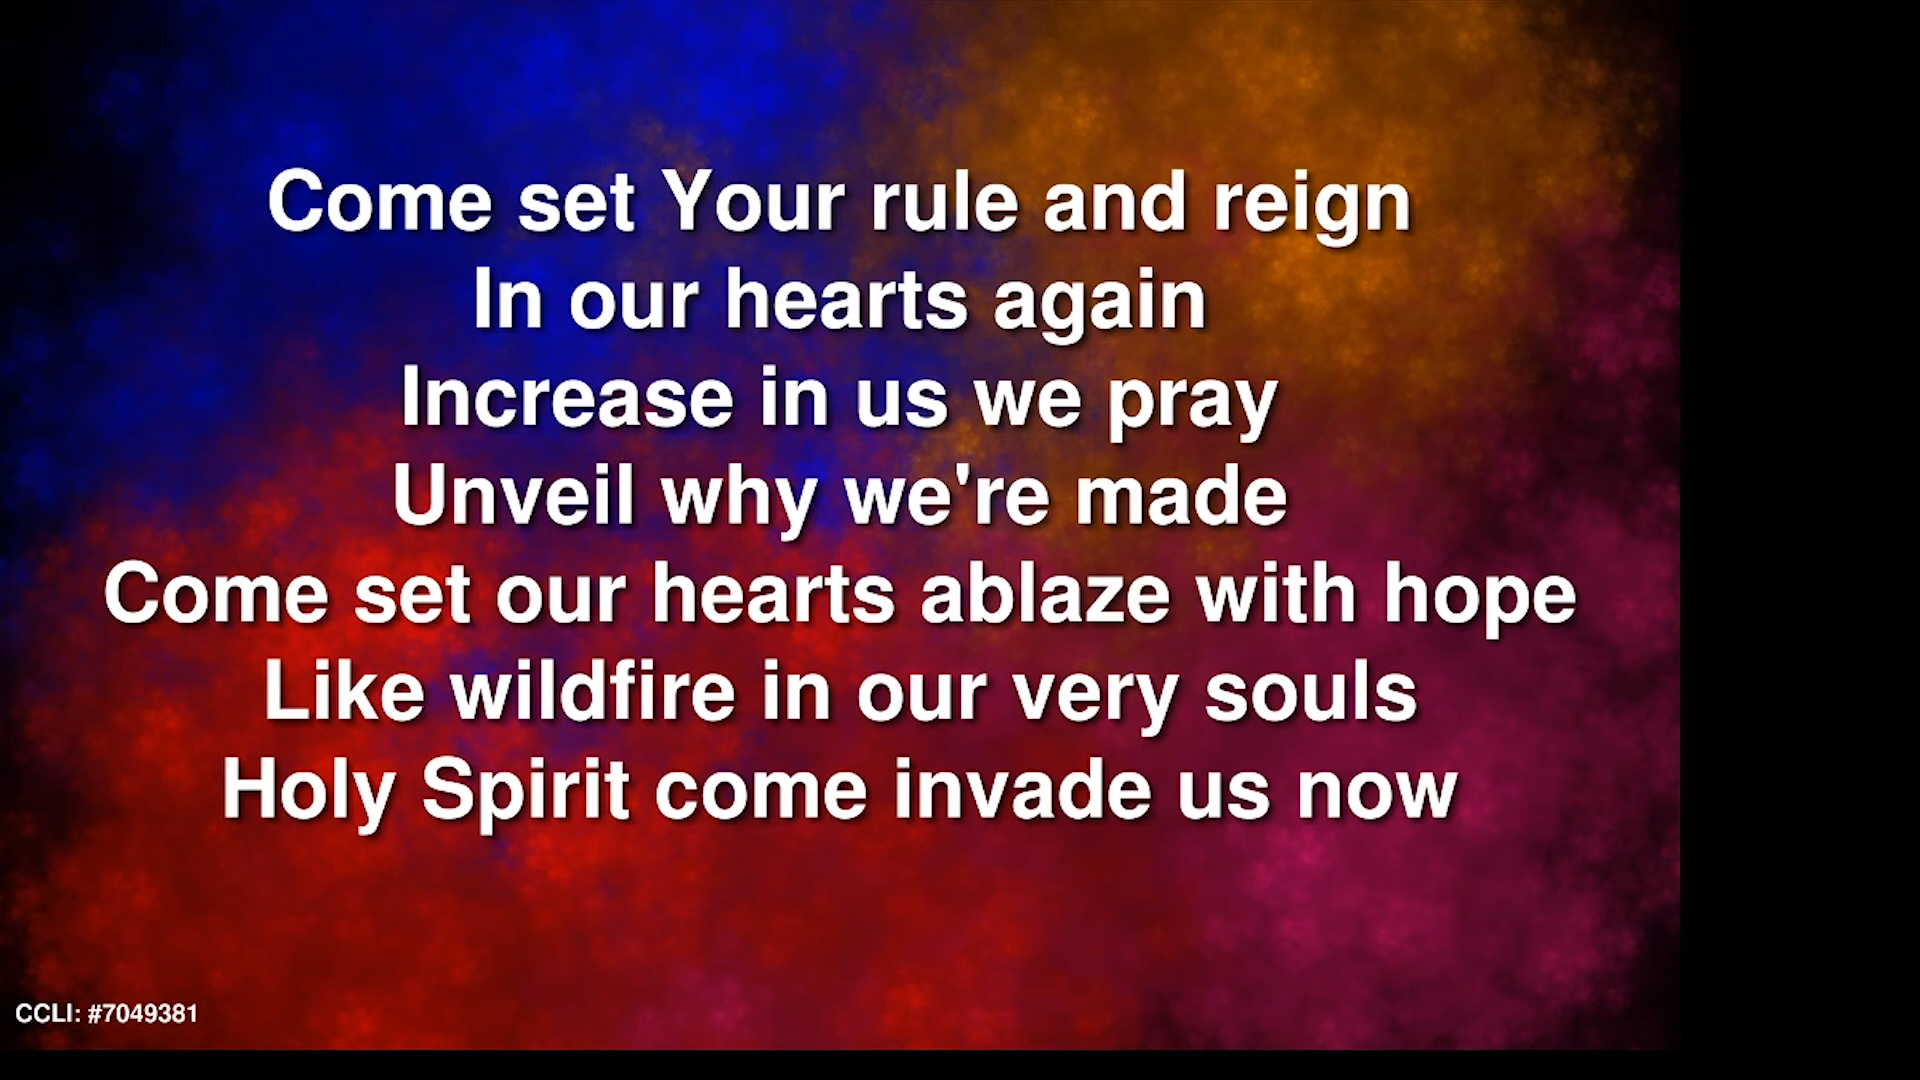 Come set Your rule and reign
In our hearts again
Increase in us we pray
Unveil why we're made
Come set our hearts ablaze with hope
Like wildfire in our very souls
Holy Spirit come invade us now
CCLI: #7049381